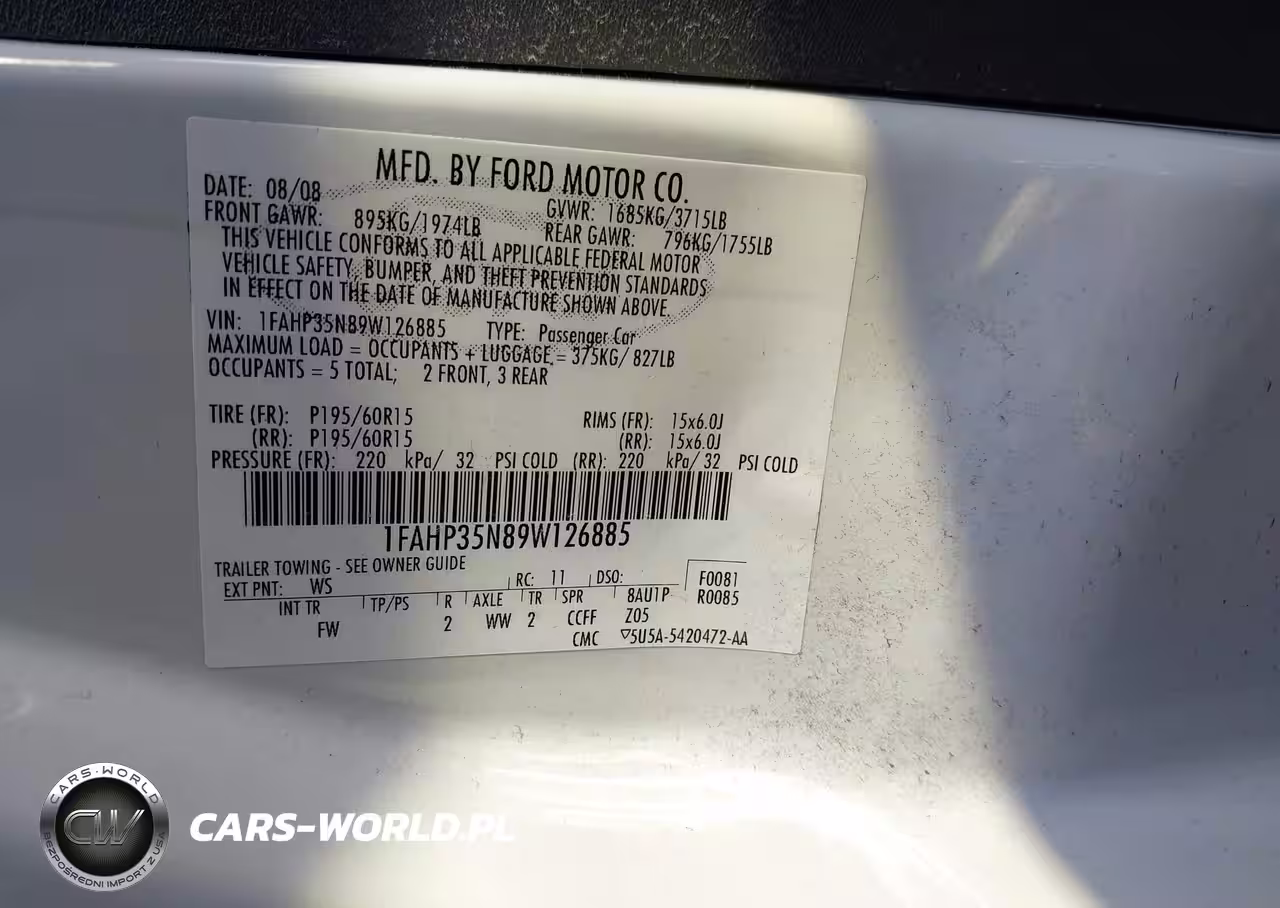 MFD. BY FORD MOTOR CO.
DATE: 08/08 GVWR: 1685KG/3715LB
FRONT GAWR: 895KG/1974LB REAR GAWR: 796KG/1755LB
THIS VEHICLE CONFORMS TO ALL APPLICABLE FEDERAL MOTOR
VEHICLE SAFETY, BUMPER, AND THEFT PREVENTION STANDARDS
IN EFFECT ON THE DATE OF MANUFACTURE SHOWN ABOVE.
VIN: 1FAHP35N89W126885 TYPE: Passenger Car
MAXIMUM LOAD = OCCUPANTS + LUGGAGE = 375KG/ 827LB
OCCUPANTS = 5 TOTAL; 2 FRONT, 3 REAR
TIRE (FR): P195/60R15 RIMS (FR): 15x6.0J
(RR): P195/60R15 (RR): 15x6.0J
PRESSURE (FR): 220 kPa/ 32 PSI COLD (RR): 220 kPa/ 32 PSI COLD
1FAHP35N89W126885
TRAILER TOWING - SEE OWNER GUIDE
EXT PNT: WS RC: 11 DSO: F0081
INT TR TP/PS R AXLE TR SPR 8AU1P R0085
FW 2 WW 2 CCFF Z05
CMC 5U5A-5420472-AA
CARS-WORLD
CW
BEZPOŚREDNI IMPORT Z USA
CARS-WORLD.PL